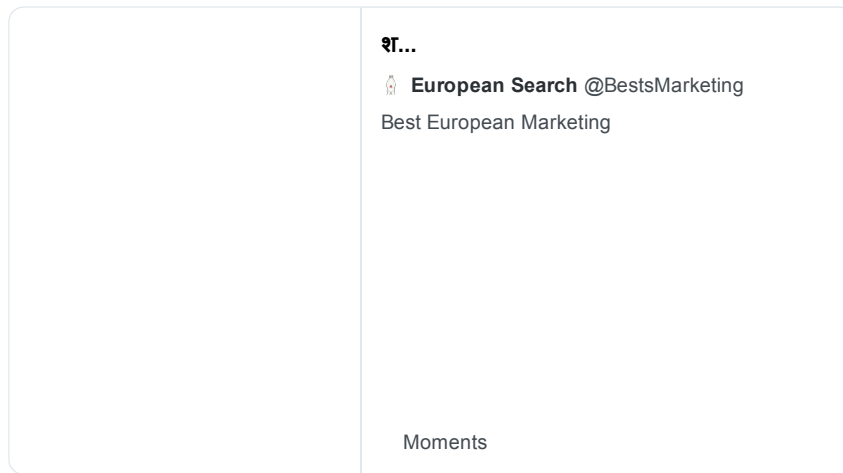 श...
European Search @BestsMarketing
Best European Marketing
Moments